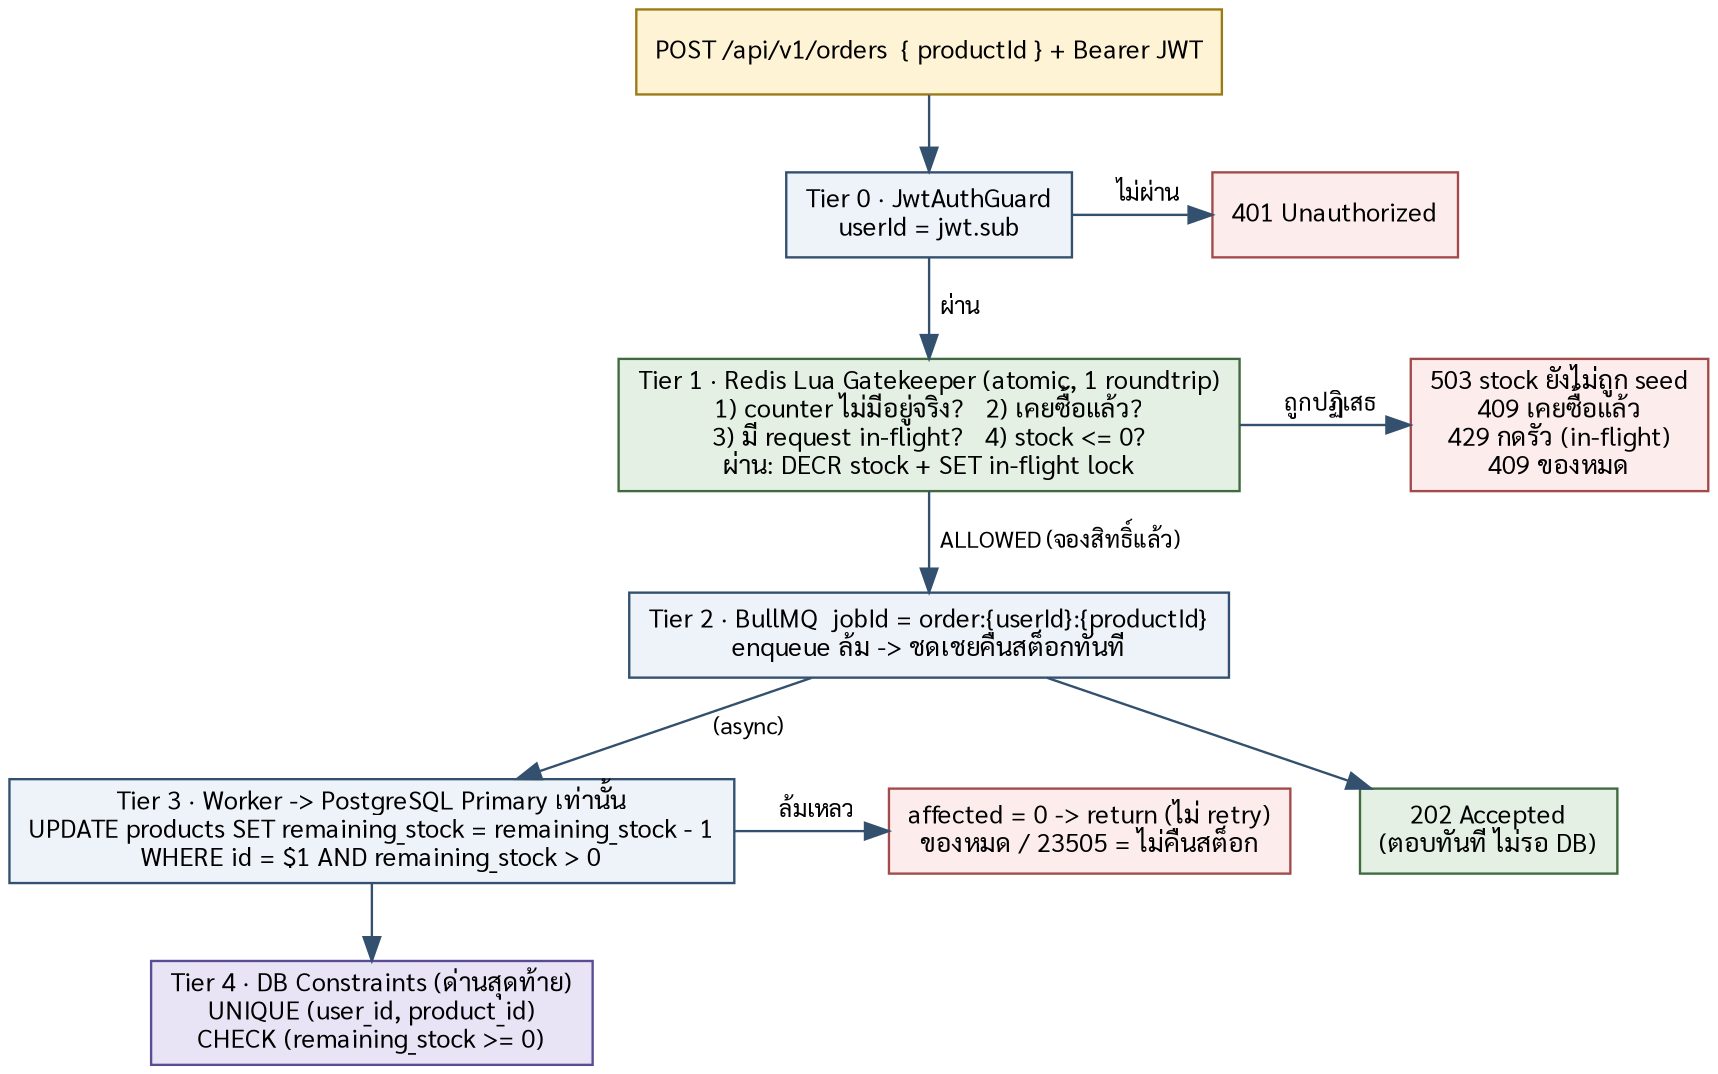 POST /api/v1/orders { productId } + Bearer JWT
Tier 0 · JwtAuthGuard
userId = jwt.sub
ไม่ผ่าน
401 Unauthorized
ผ่าน
Tier 1 · Redis Lua Gatekeeper (atomic, 1 roundtrip)
1) counter ไม่มีอยู่จริง? 2) เคยซื้อแล้ว?
3) มี request in-flight? 4) stock <= 0?
ผ่าน: DECR stock + SET in-flight lock
ถูกปฏิเสธ
503 stock ยังไม่ถูก seed
409 เคยซื้อแล้ว
429 กดรัว (in-flight)
409 ของหมด
ALLOWED (จองสิทธิ์แล้ว)
Tier 2 · BullMQ jobId = order:{userId}:{productId}
enqueue ล้ม -> ชดเชยคืนสต็อกทันที
(async)
Tier 3 · Worker -> PostgreSQL Primary เท่านั้น
UPDATE products SET remaining_stock = remaining_stock - 1
WHERE id = $1 AND remaining_stock > 0
ล้มเหลว
affected = 0 -> return (ไม่ retry)
ของหมด / 23505 = ไม่คืนสต็อก
202 Accepted
(ตอบทันที ไม่รอ DB)
Tier 4 · DB Constraints (ด่านสุดท้าย)
UNIQUE (user_id, product_id)
CHECK (remaining_stock >= 0)